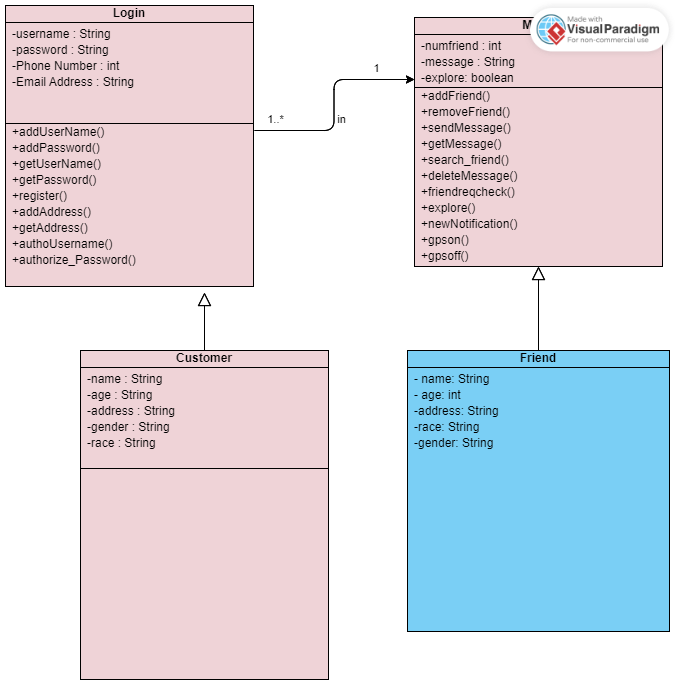 Login
-username : String
-password : String
-Phone Number : int
-Email Address : String
+addUserName()
+addPassword()
+getUserName()
+getPassword()
+register()
+addAddress()
+getAddress()
+authoUsername()
+authorize_Password()
1..*
in
1
Made with
VisualParadigm
For non-commercial use
-numfriend : int
-message : String
-explore: boolean
+addFriend()
+removeFriend()
+sendMessage()
+getMessage()
+search_friend()
+deleteMessage()
+friendreqcheck()
+explore()
+newNotification()
+gpson()
+gpsoff()
Customer
-name : String
-age : String
-address : String
-gender : String
-race : String
Friend
- name: String
- age: int
-address: String
-race: String
-gender: String